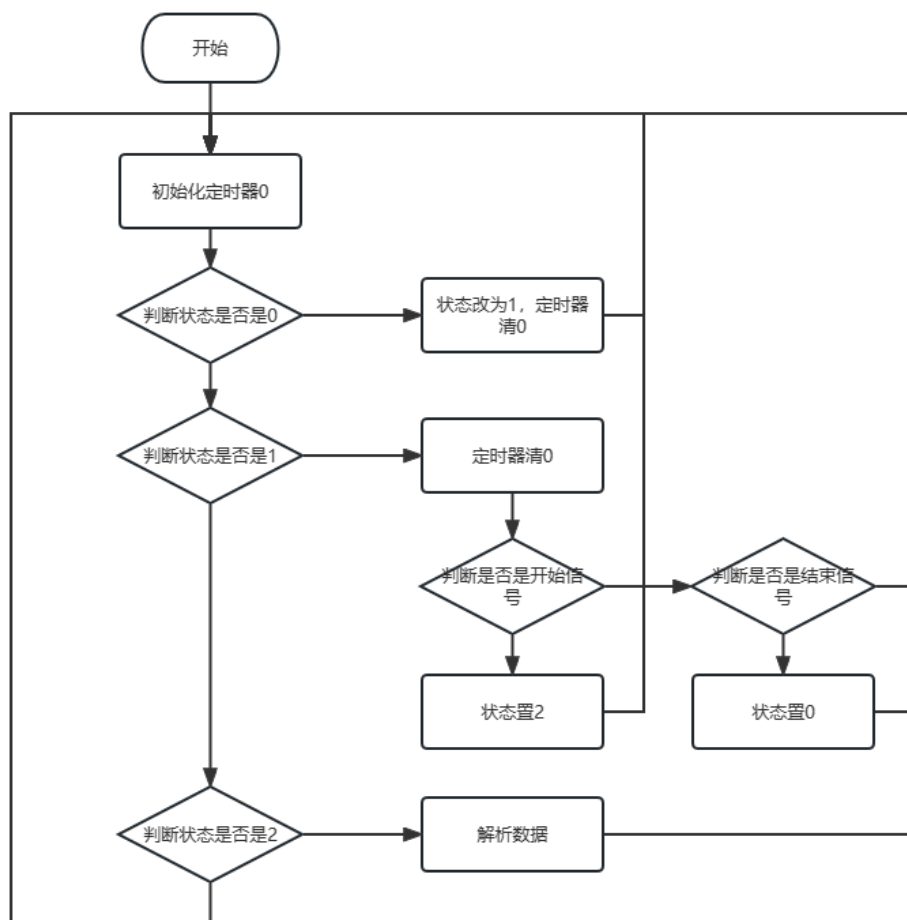 开始
初始化定时器0
判断状态是否是0
状态改为1，定时器
清0
判断状态是否是1
定时器清0
判断是否是开始信
号
判断是否是结束信
号
状态置2
状态置0
判断状态是否是2
解析数据